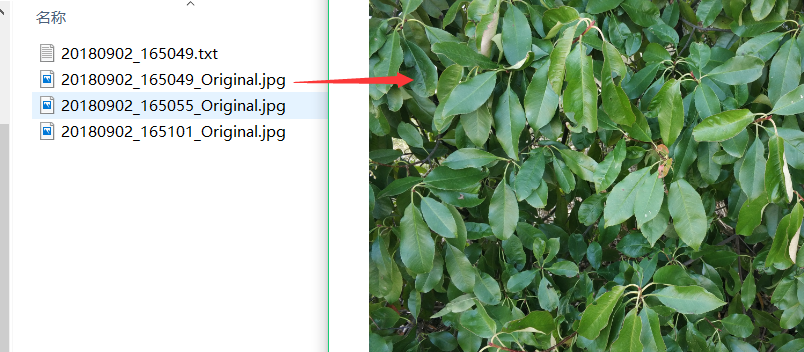 名称
20180902_165049.txt
20180902_165049_Original.jpg
20180902_165055_Original.jpg
20180902_165101_Original.jpg